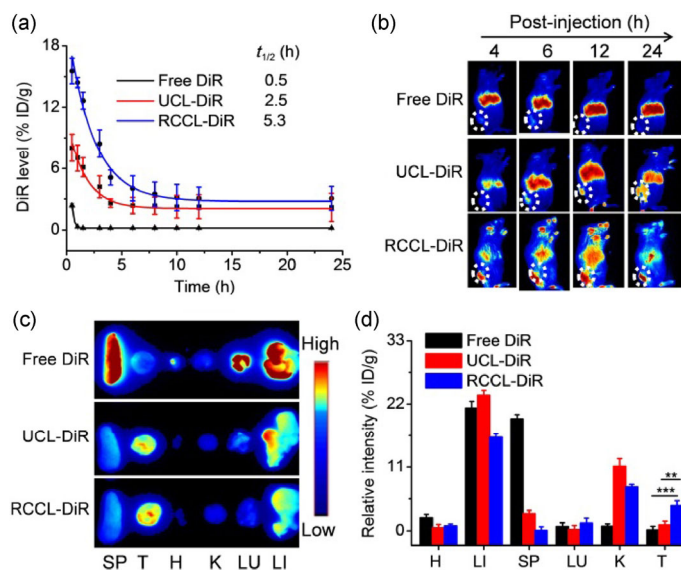 (a)
18
12
6
0
DiR level (% ID/g)
t1/2 (h)
Free DiR 0.5
UCL-DiR 2.5
RCCL-DiR 5.3
0 5 10 15 20 25
Time (h)
(b)
Post-injection (h)
4 6 12 24
Free DiR
UCL-DiR
RCCL-DiR
(c)
Free DiR
UCL-DiR
RCCL-DiR
SP T H K LU LI
High
Low
(d)
33
22
11
0
Relative intensity (% ID/g)
Free DiR
UCL-DiR
RCCL-DiR
**
***
H LI SP LU K T